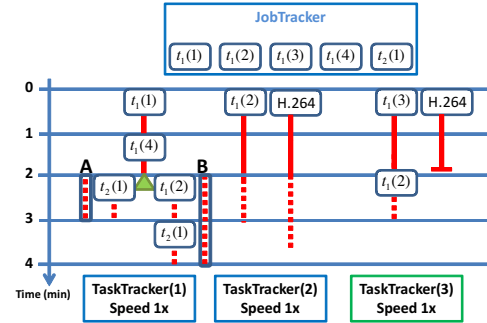 JobTracker
t₁(1) t₁(2) t₁(3) t₁(4) t₂(1)
0
t₁(1) t₁(2) H.264 t₁(3) H.264
1
t₁(4)
A B
2
t₂(1) t₁(2) t₁(2)
3
t₂(1)
4
Time (min)
TaskTracker(1) TaskTracker(2) TaskTracker(3)
Speed 1x Speed 1x Speed 1x